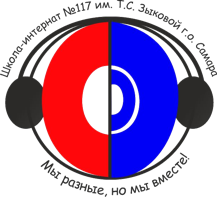 Школа-интернат №117 им. Т.С. Зыковой г.о. Самара
Мы разные, но мы вместе!